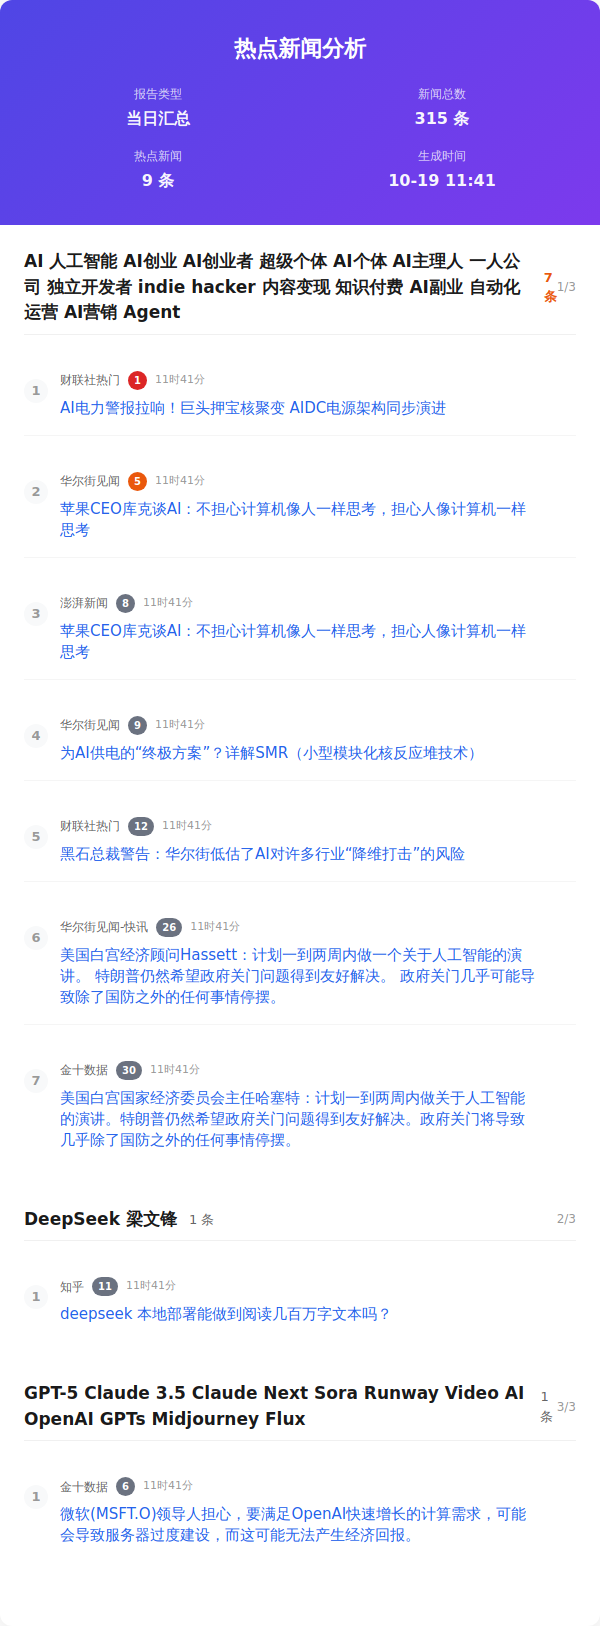 热点新闻分析
报告类型
当日汇总
新闻总数
315 条
热点新闻
9 条
生成时间
10-19 11:41
AI 人工智能 AI创业 AI创业者 超级个体 AI个体 AI主理人 一人公
司 独立开发者 indie hacker 内容变现 知识付费 AI副业 自动化
运营 AI营销 Agent
7
条
1/3
1
财联社热门 1 11时41分
AI电力警报拉响！巨头押宝核聚变 AIDC电源架构同步演进
2
华尔街见闻 5 11时41分
苹果CEO库克谈AI：不担心计算机像人一样思考，担心人像计算机一样
思考
3
澎湃新闻 8 11时41分
苹果CEO库克谈AI：不担心计算机像人一样思考，担心人像计算机一样
思考
4
华尔街见闻 9 11时41分
为AI供电的“终极方案”？详解SMR（小型模块化核反应堆技术）
5
财联社热门 12 11时41分
黑石总裁警告：华尔街低估了AI对许多行业“降维打击”的风险
6
华尔街见闻-快讯 26 11时41分
美国白宫经济顾问Hassett：计划一到两周内做一个关于人工智能的演
讲。 特朗普仍然希望政府关门问题得到友好解决。 政府关门几乎可能导
致除了国防之外的任何事情停摆。
7
金十数据 30 11时41分
美国白宫国家经济委员会主任哈塞特：计划一到两周内做关于人工智能
的演讲。特朗普仍然希望政府关门问题得到友好解决。政府关门将导致
几乎除了国防之外的任何事情停摆。
DeepSeek 梁文锋 1 条 2/3
1
知乎 11 11时41分
deepseek 本地部署能做到阅读几百万字文本吗？
GPT-5 Claude 3.5 Claude Next Sora Runway Video AI
OpenAI GPTs Midjourney Flux
1
条
3/3
1
金十数据 6 11时41分
微软(MSFT.O)领导人担心，要满足OpenAI快速增长的计算需求，可能
会导致服务器过度建设，而这可能无法产生经济回报。